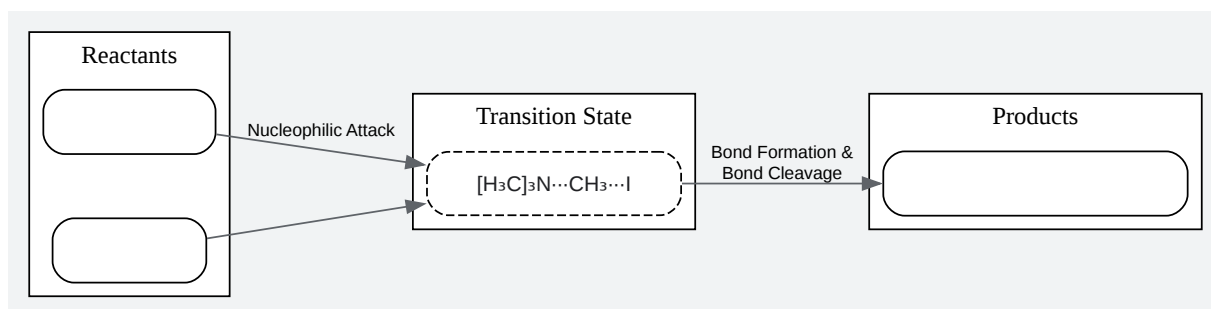 Reactants
Nucleophilic Attack
Transition State
[H₃C]₃N···CH₃···I
Bond Formation &
Bond Cleavage
Products